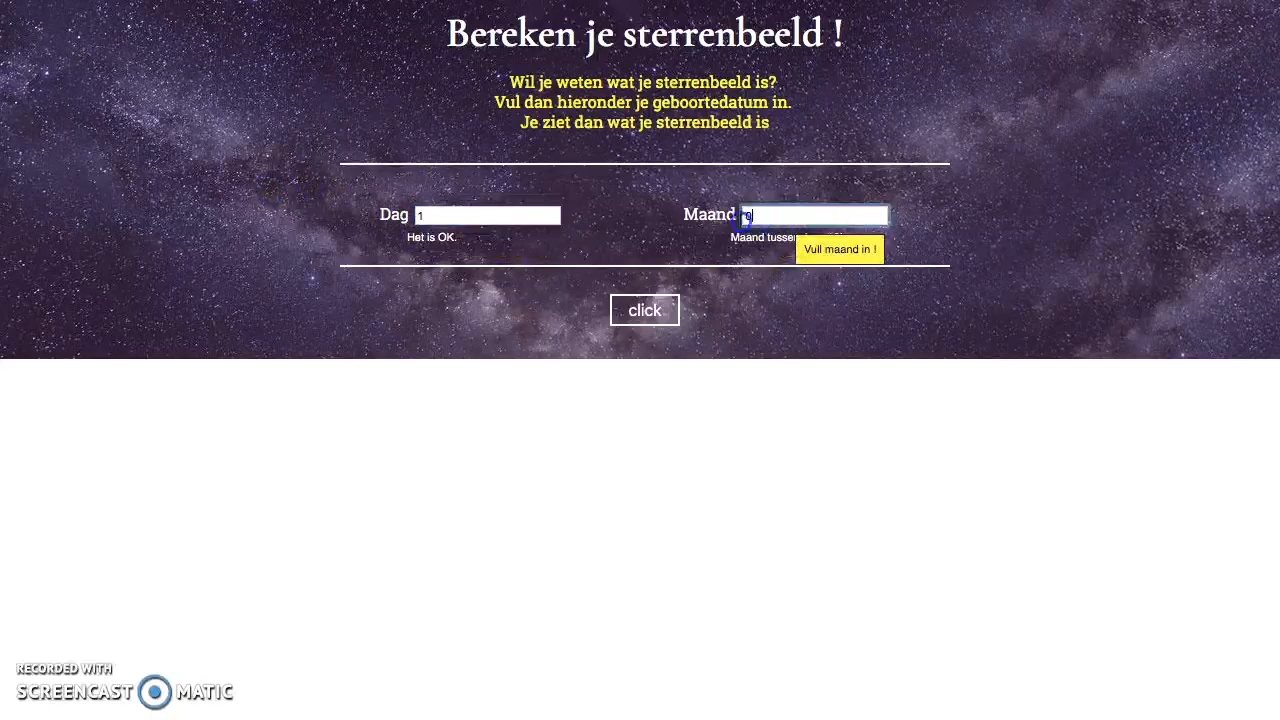 Bereken je sterrenbeeld !
Wil je weten wat je sterrenbeeld is?
Vul dan hieronder je geboortedatum in.
Je ziet dan wat je sterrenbeeld is
Dag 1
Maand
Het is OK.
Maand
Vull maand in !
click
RECORDED WITH
SCREENCAST MATIC